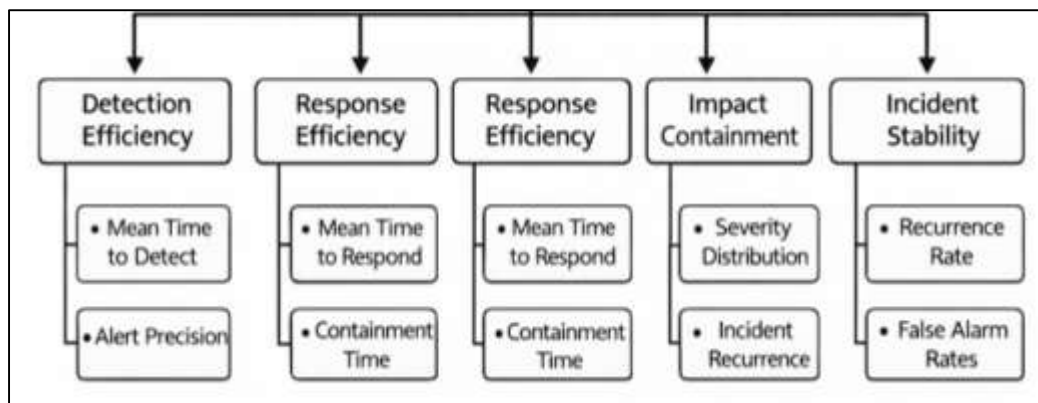 Detection
Efficiency
Response
Efficiency
Response
Efficiency
Impact
Containment
Incident
Stability
• Mean Time
to Detect
• Mean Time
to Respond
• Mean Time
to Respond
• Severity
Distribution
• Recurrence
Rate
• Alert Precision
• Containment
Time
• Containment
Time
• Incident
Recurrence
• False Alarm
Rates